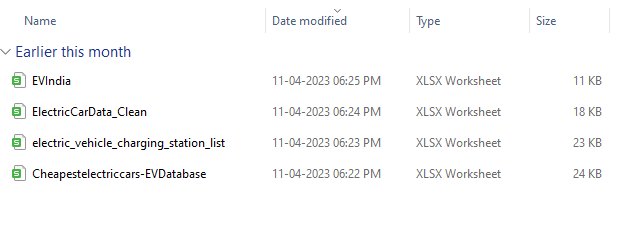 Name Date modified Type Size
Earlier this month
EVIndia 11-04-2023 06:25 PM XLSX Worksheet 11 KB
ElectricCarData_Clean 11-04-2023 06:24 PM XLSX Worksheet 18 KB
electric_vehicle_charging_station_list 11-04-2023 06:23 PM XLSX Worksheet 23 KB
Cheapestelectriccars-EVDatabase 11-04-2023 06:22 PM XLSX Worksheet 24 KB